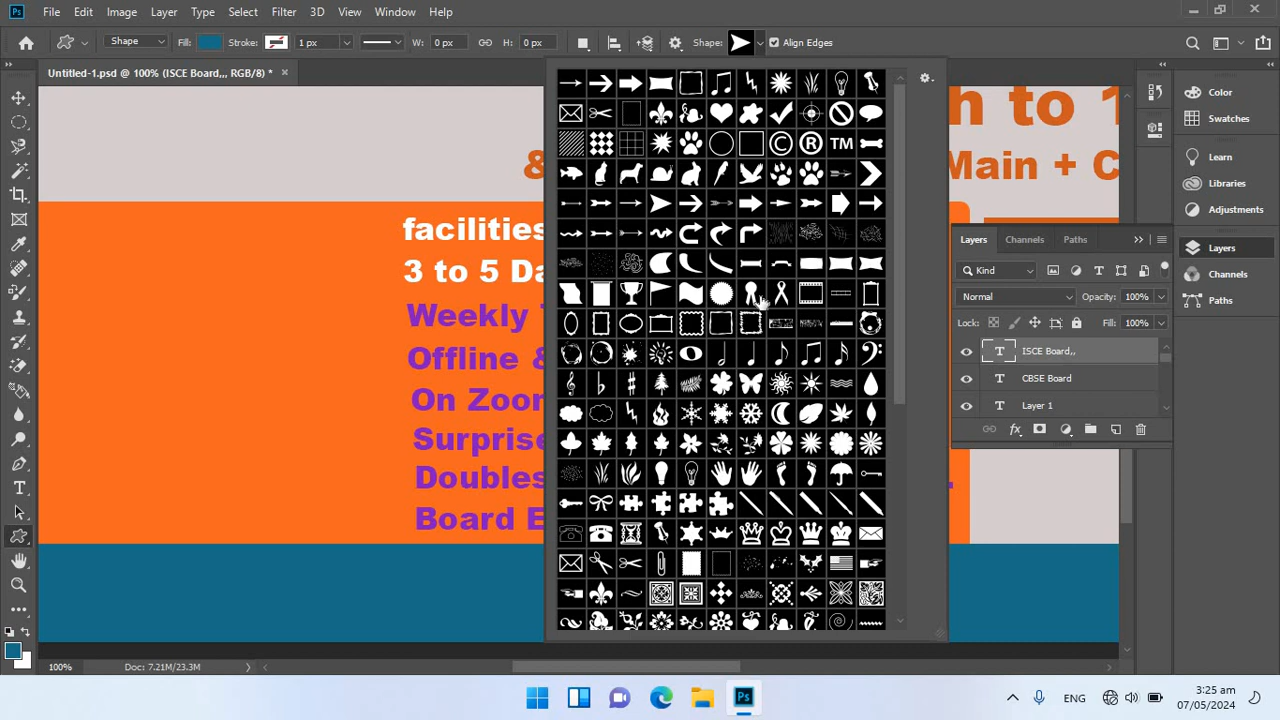 Ps File Edit Image Layer Type Select Filter 3D View Window Help
Shape Fill: Stroke: 1 px W: 0 px H: 0 px Shape: Align Edges
Untitled-1.psd @ 100% (ISCE Board,,, RGB/8) *
h to 1
&
Main + C
facilities
3 to 5 Da
Weekly
Offline &
On Zoor
Surprise
Doubles
Board E
© ® TM
Color
Swatches
Learn
Libraries
Adjustments
Layers
Channels
Paths
Layers Channels Paths
Kind
Normal Opacity: 100%
Lock: Fill: 100%
T ISCE Board,,
T CBSE Board
T Layer 1
100% Doc: 7.21M/23.3M
Ps
ENG
3:25 am
07/05/2024